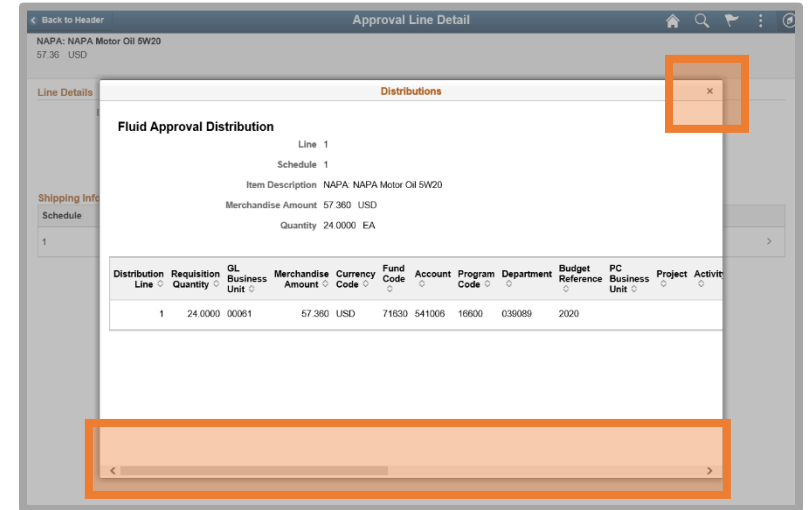 Back to Header
Approval Line Detail
NAPA: NAPA Motor Oil 5W20
57.36 USD
Line Details
Distributions
×
Fluid Approval Distribution
Line 1
Schedule 1
Item Description NAPA: NAPA Motor Oil 5W20
Merchandise Amount 57.360 USD
Quantity 24.0000 EA
Shipping Info
Schedule
1
Distribution Line Requisition Quantity GL Business Unit Merchandise Amount Currency Code Fund Code Account Program Code Department Budget Reference PC Business Unit Project Activity
1 24.0000 00061 57.360 USD 71630 541006 16600 039089 2020